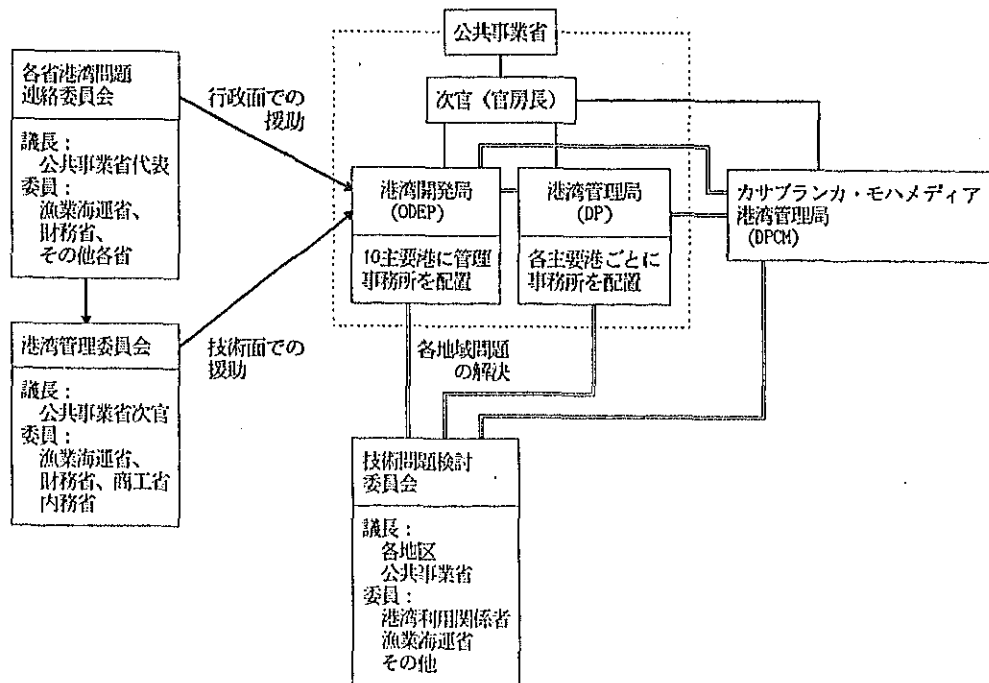 公共事業省
次官（官房長）
各省港湾問題
連絡委員会
議長：
公共事業省代表
委員：
漁業海運省、
財務省、
その他各省
行政面での
援助
港湾開発局
(ODEP)
10主要港に管理
事務所を配置
港湾管理局
(DP)
各主要港ごとに
事務所を配置
カサブランカ・モハメディア
港湾管理局
(DPCM)
港湾管理委員会
議長：
公共事業省次官
委員：
漁業海運省、
財務省、商工省
内務省
技術面での
援助
各地域問題
の解決
技術問題検討
委員会
議長：
各地区
公共事業省
委員：
港湾利用関係者
漁業海運省
その他